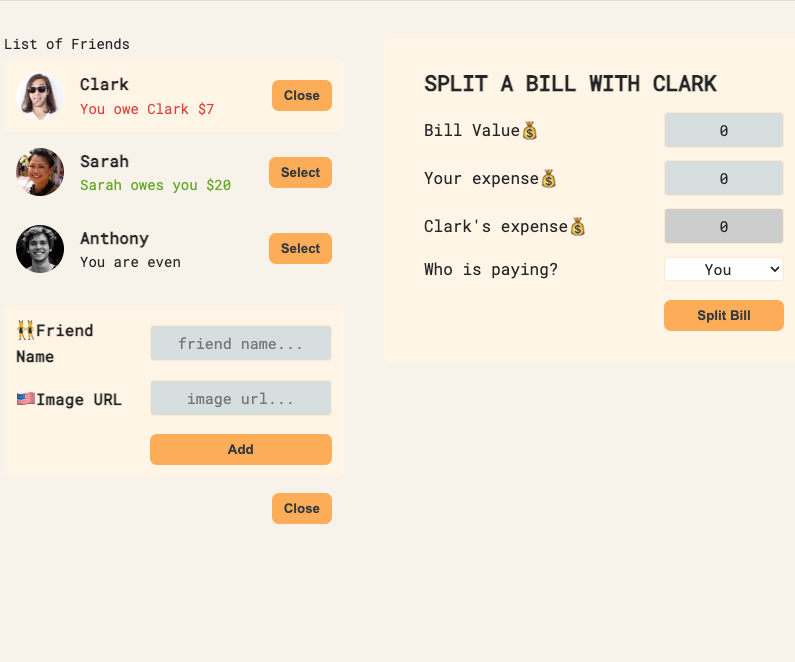 List of Friends
Clark
You owe Clark $7
Close
Sarah
Sarah owes you $20
Select
Anthony
You are even
Select
👯Friend
Name
friend name...
🇺🇸Image URL
image url...
Add
Close
SPLIT A BILL WITH CLARK
Bill Value💰
0
Your expense💰
0
Clark's expense💰
0
Who is paying?
You
Split Bill